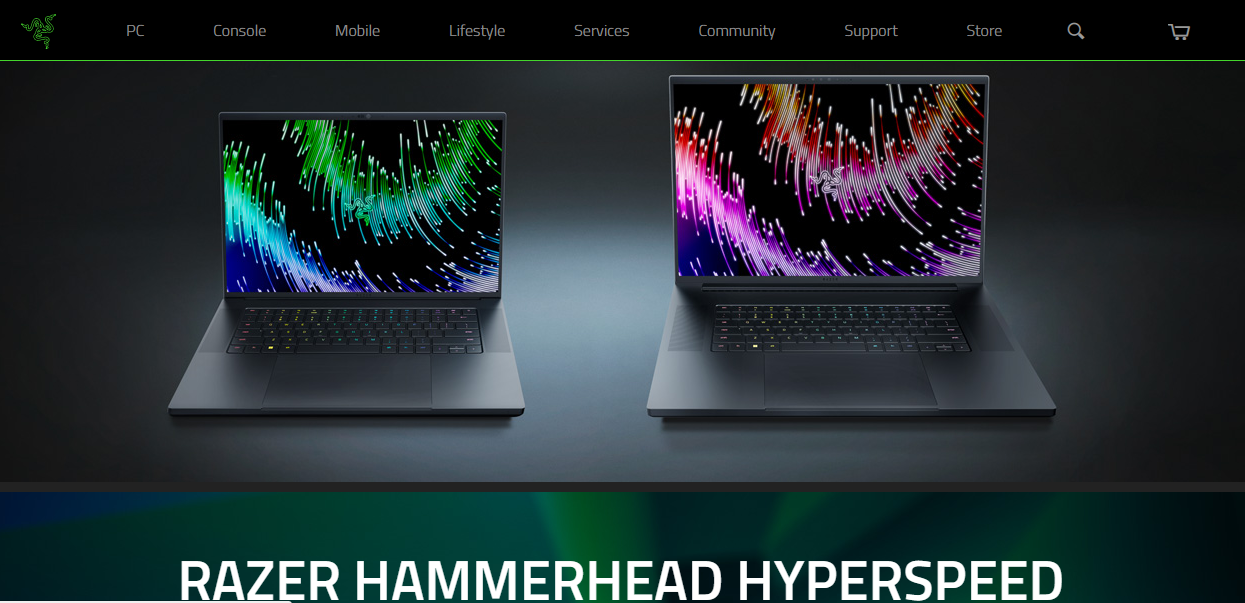 PC Console Mobile Lifestyle Services Community Support Store
RAZER HAMMERHEAD HYPERSPEED